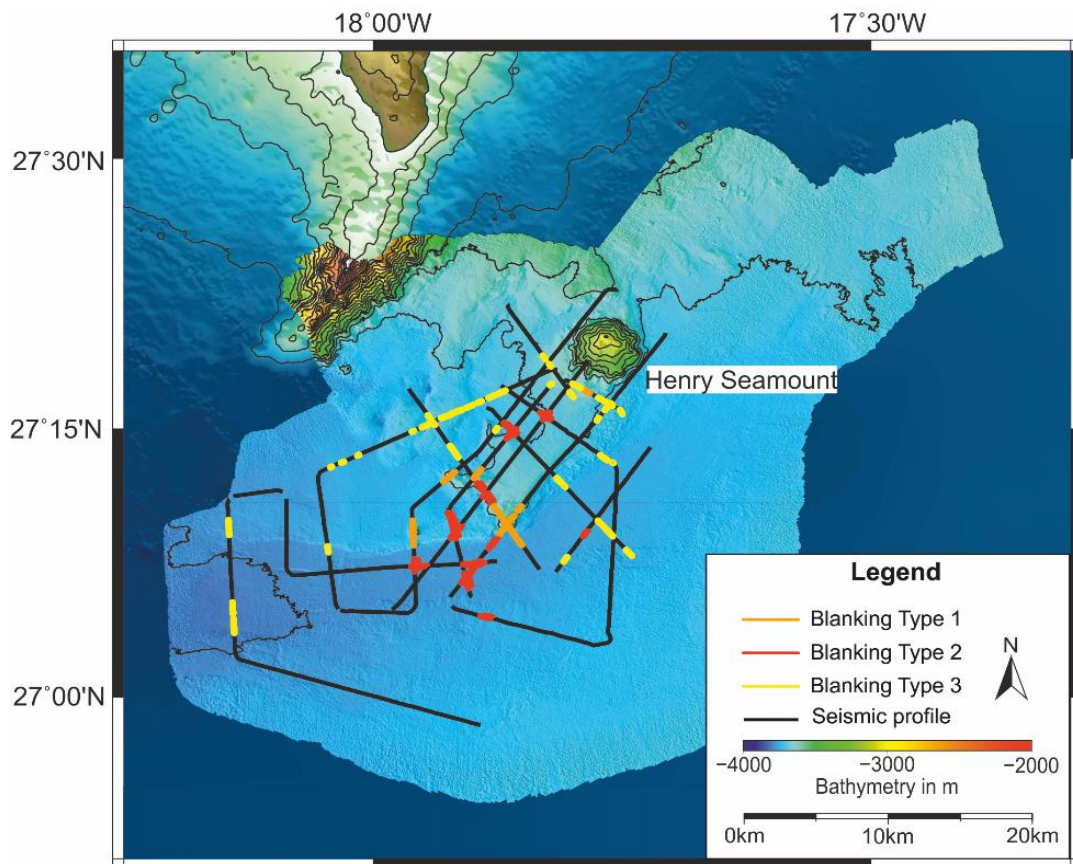 18°00'W
17°30'W
27°30'N
27°15'N
27°00'N
Henry Seamount
Legend
Blanking Type 1
Blanking Type 2
Blanking Type 3
Seismic profile
N
−4000 −3000 −2000
Bathymetry in m
0km 10km 20km